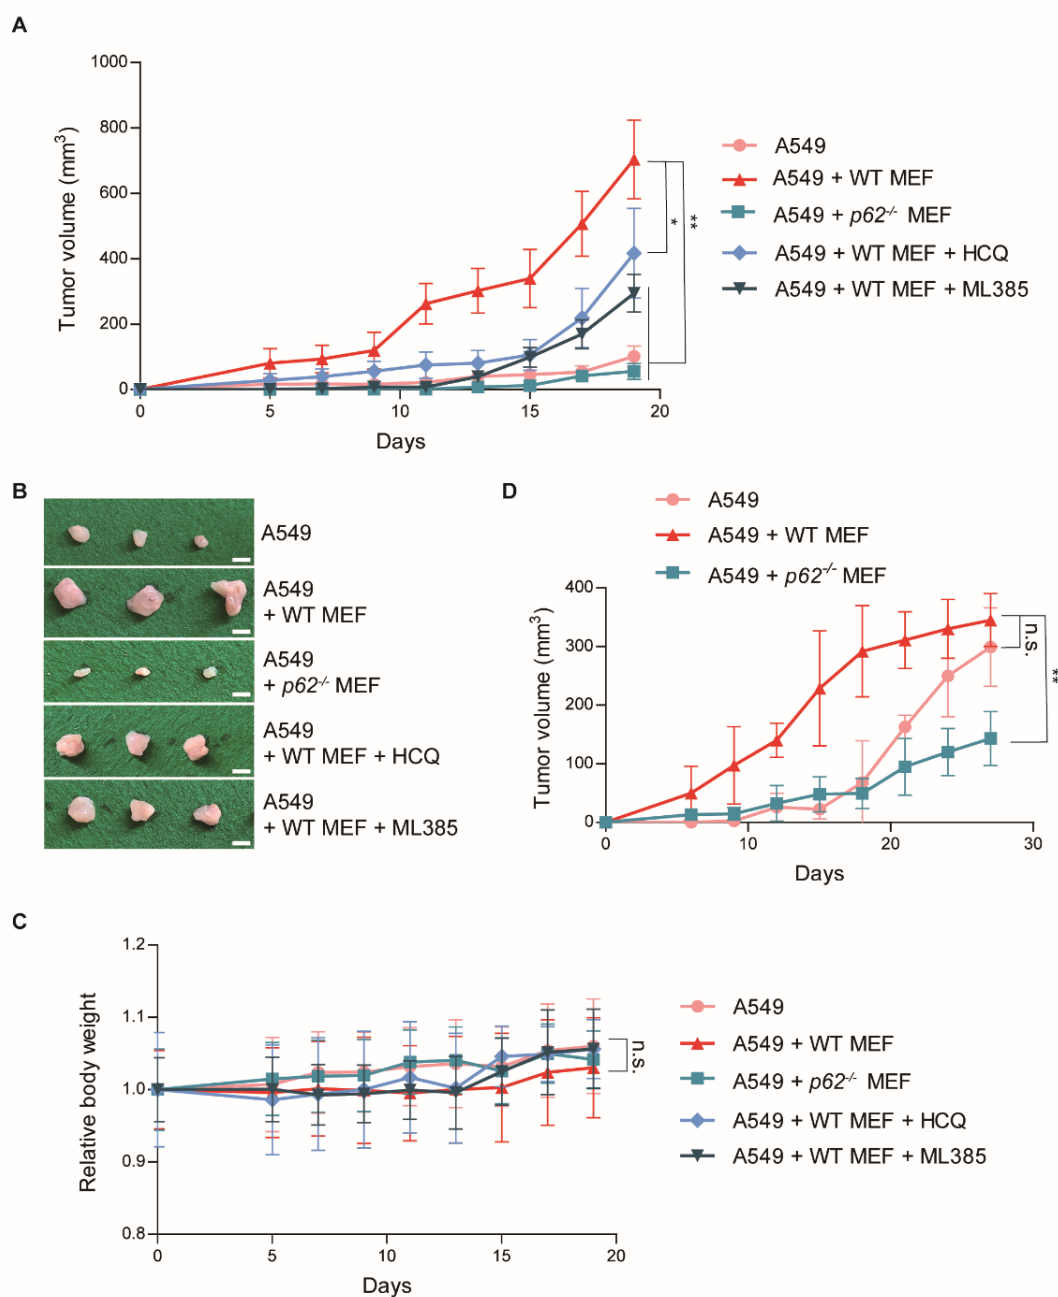 A
Tumor volume (mm³)
1000
800
600
400
200
0
0 5 10 15 20
Days
A549
A549 + WT MEF
A549 + p62-/- MEF
A549 + WT MEF + HCQ
A549 + WT MEF + ML385
*
**
B
A549
A549
+ WT MEF
A549
+ p62-/- MEF
A549
+ WT MEF + HCQ
A549
+ WT MEF + ML385
D
A549
A549 + WT MEF
A549 + p62-/- MEF
Tumor volume (mm³)
400
300
200
100
0
0 10 20 30
Days
n.s.
**
C
Relative body weight
1.2
1.1
1.0
0.9
0.8
0 5 10 15 20
Days
n.s.
A549
A549 + WT MEF
A549 + p62-/- MEF
A549 + WT MEF + HCQ
A549 + WT MEF + ML385